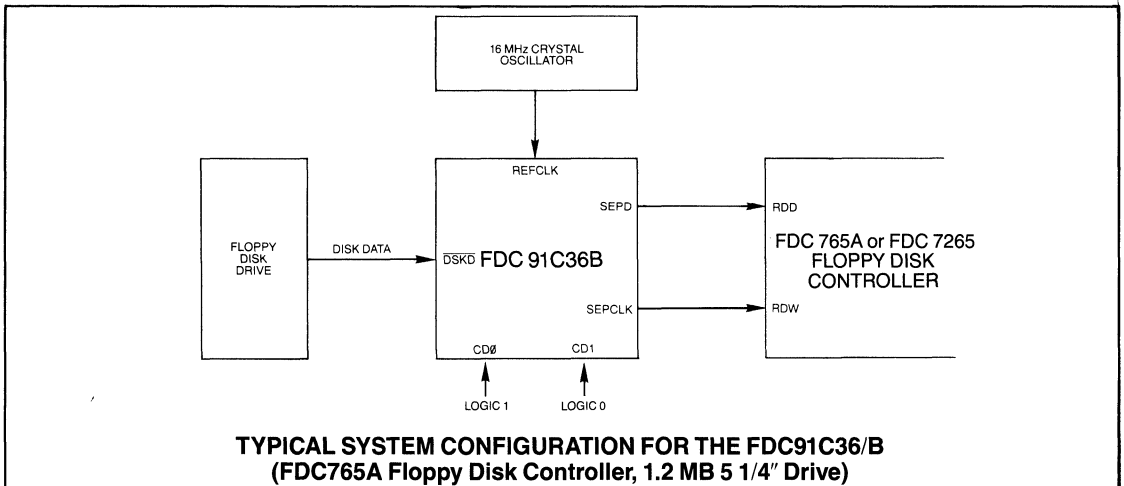 16 MHz CRYSTAL
OSCILLATOR
REFCLK
SEPD
RDD
FLOPPY
DISK
DRIVE
DISK DATA
DSKD FDC 91C36B
FDC 765A or FDC 7265
FLOPPY DISK
CONTROLLER
SEPCLK
RDW
CDØ
CD1
LOGIC 1
LOGIC 0
TYPICAL SYSTEM CONFIGURATION FOR THE FDC91C36/B
(FDC765A Floppy Disk Controller, 1.2 MB 5 1/4″ Drive)